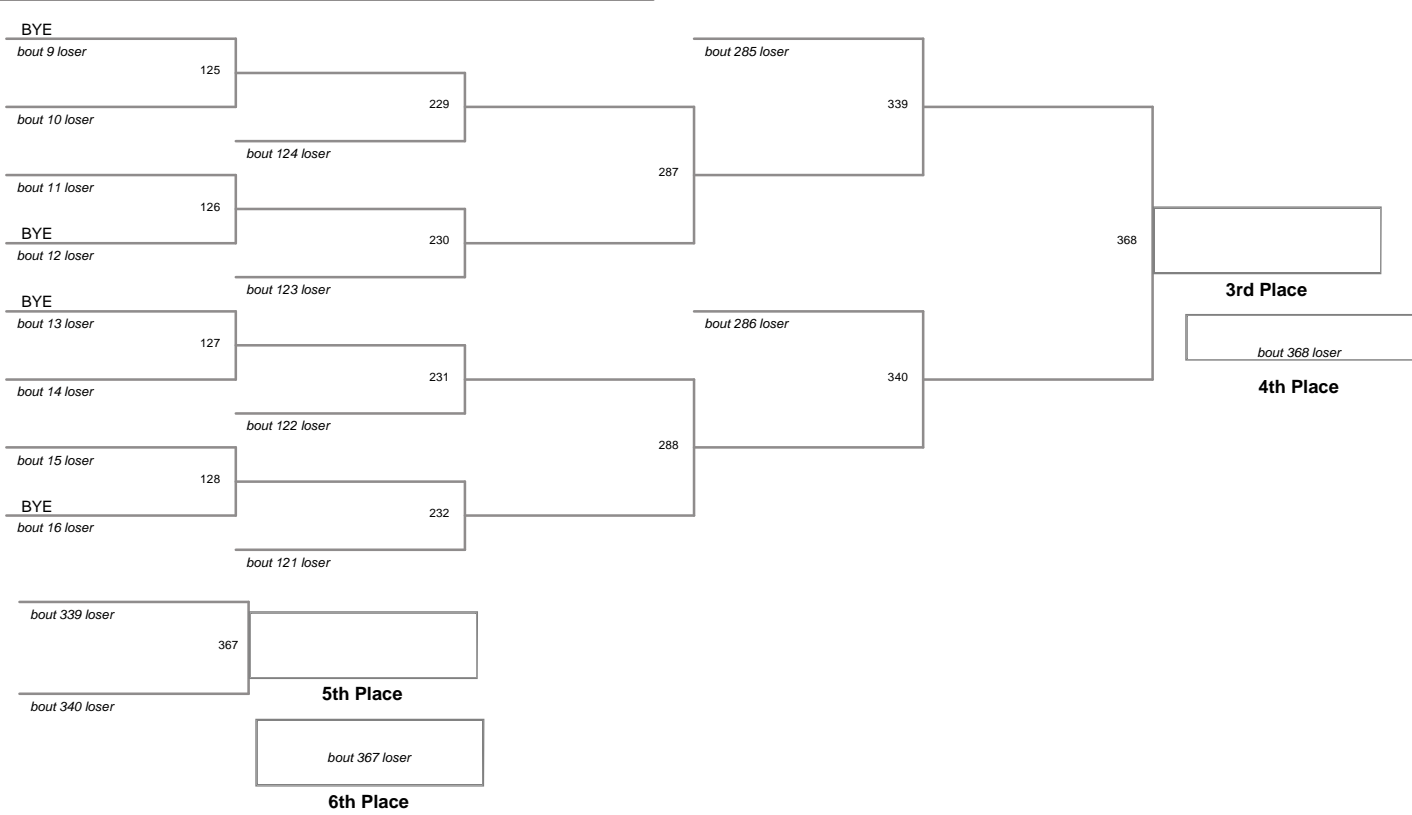 BYE
bout 9 loser
125
bout 10 loser
229
bout 124 loser
bout 11 loser
126
BYE
bout 12 loser
230
bout 123 loser
287
BYE
bout 13 loser
127
bout 14 loser
231
bout 122 loser
bout 15 loser
128
BYE
bout 16 loser
232
bout 121 loser
288
bout 285 loser
339
bout 286 loser
340
368
3rd Place
bout 368 loser
4th Place
bout 339 loser
367
bout 340 loser
5th Place
bout 367 loser
6th Place